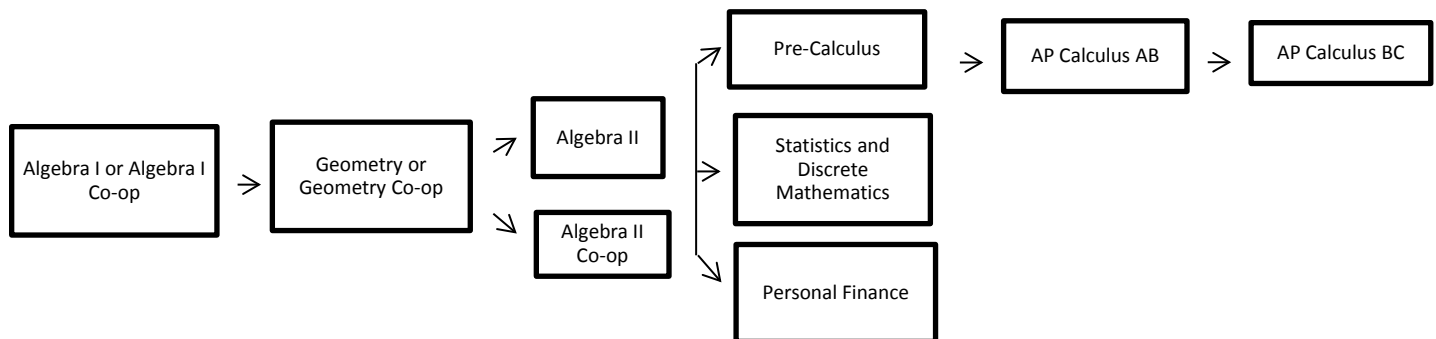 Algebra I or Algebra I
Co-op
Geometry or
Geometry Co-op
Algebra II
Algebra II
Co-op
Pre-Calculus
Statistics and
Discrete
Mathematics
Personal Finance
AP Calculus AB
AP Calculus BC